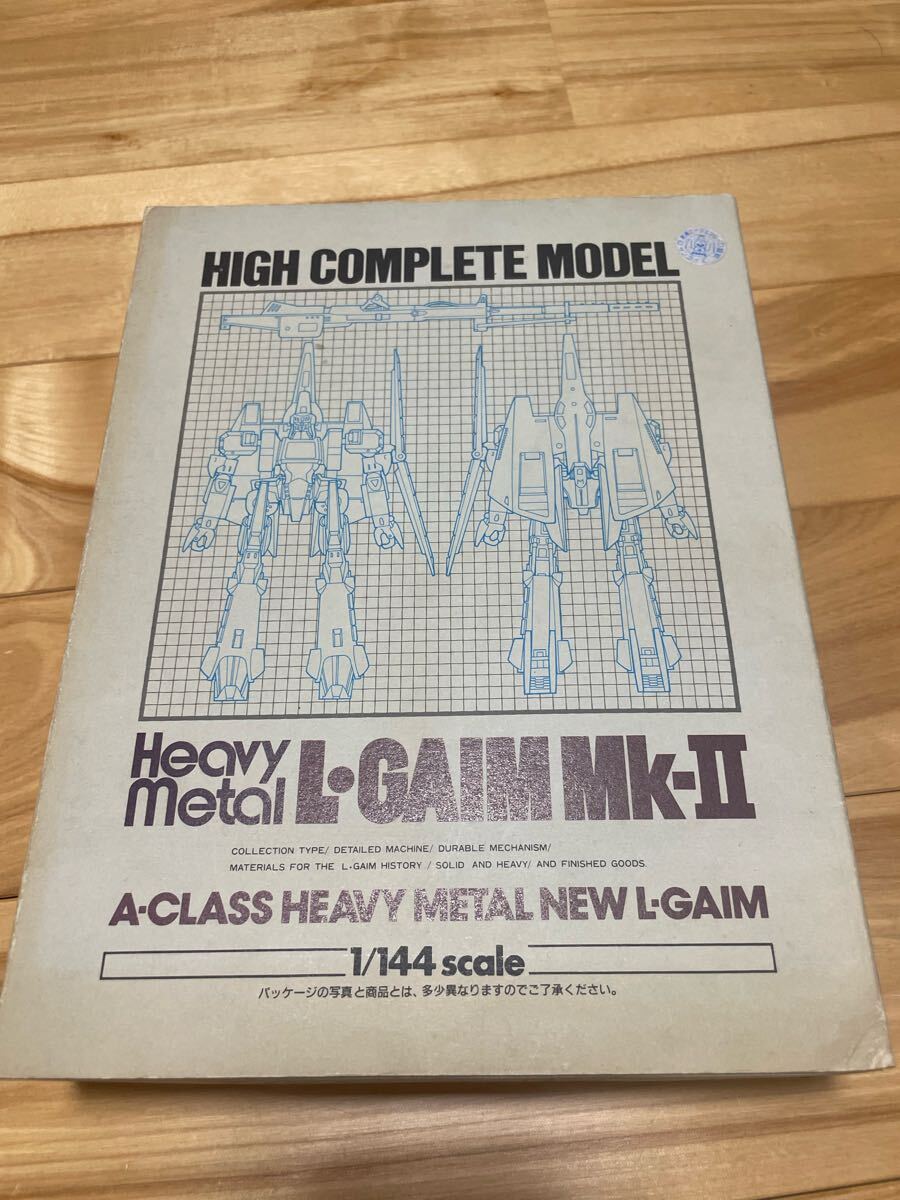 HIGH COMPLETE MODEL
Heavy Metal L·GAIM Mk-II
COLLECTION TYPE/ DETAILED MACHINE/ DURABLE MECHANISM/
MATERIALS FOR THE L·GAIM HISTORY / SOLID AND HEAVY/ AND FINISHED GOODS.
A·CLASS HEAVY METAL NEW L·GAIM
1/144 scale
パッケージの写真と商品とは、多少異なりますのでご了承ください。